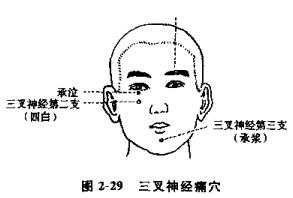 承泣
三叉神经第二支
(四白)
三叉神经第三支
(承浆)
图 2-29 三叉神经痛穴